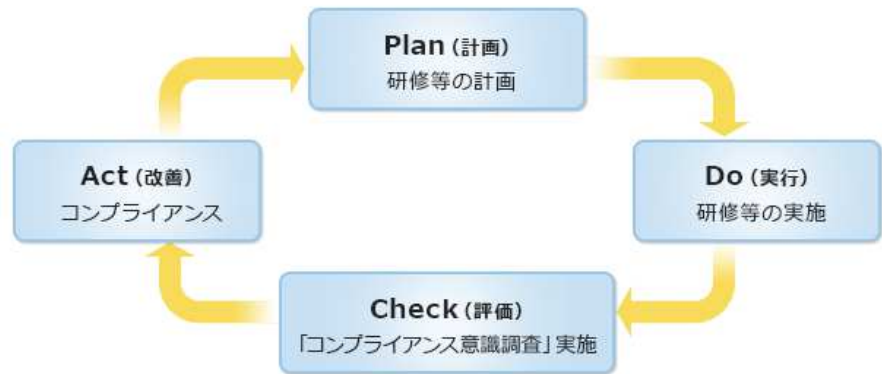 Plan (計画)
研修等の計画
Do (実行)
研修等の実施
Check (評価)
「コンプライアンス意識調査」実施
Act (改善)
コンプライアンス